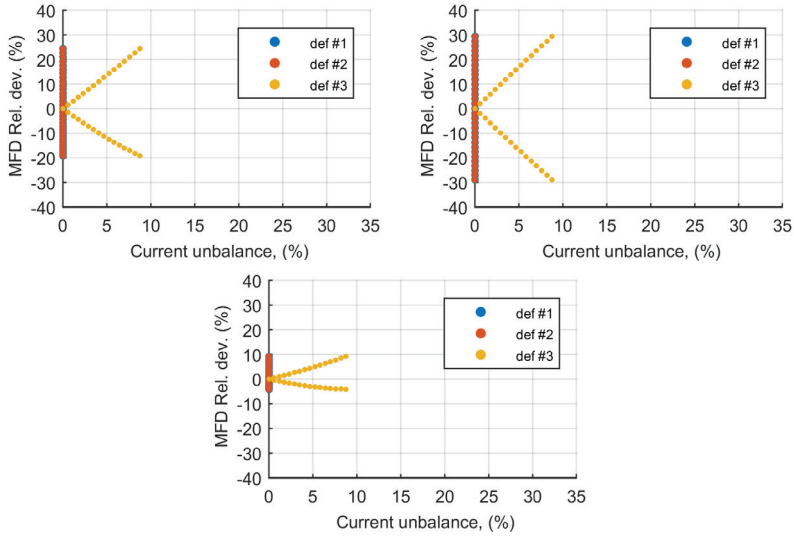 MFD Rel. dev. (%)
40
30
20
10
0
-10
-20
-30
-40
0 5 10 15 20 25 30 35
Current unbalance, (%)
def #1
def #2
def #3
MFD Rel. dev. (%)
40
30
20
10
0
-10
-20
-30
-40
0 5 10 15 20 25 30 35
Current unbalance, (%)
def #1
def #2
def #3
MFD Rel. dev. (%)
40
30
20
10
0
-10
-20
-30
-40
0 5 10 15 20 25 30 35
Current unbalance, (%)
def #1
def #2
def #3